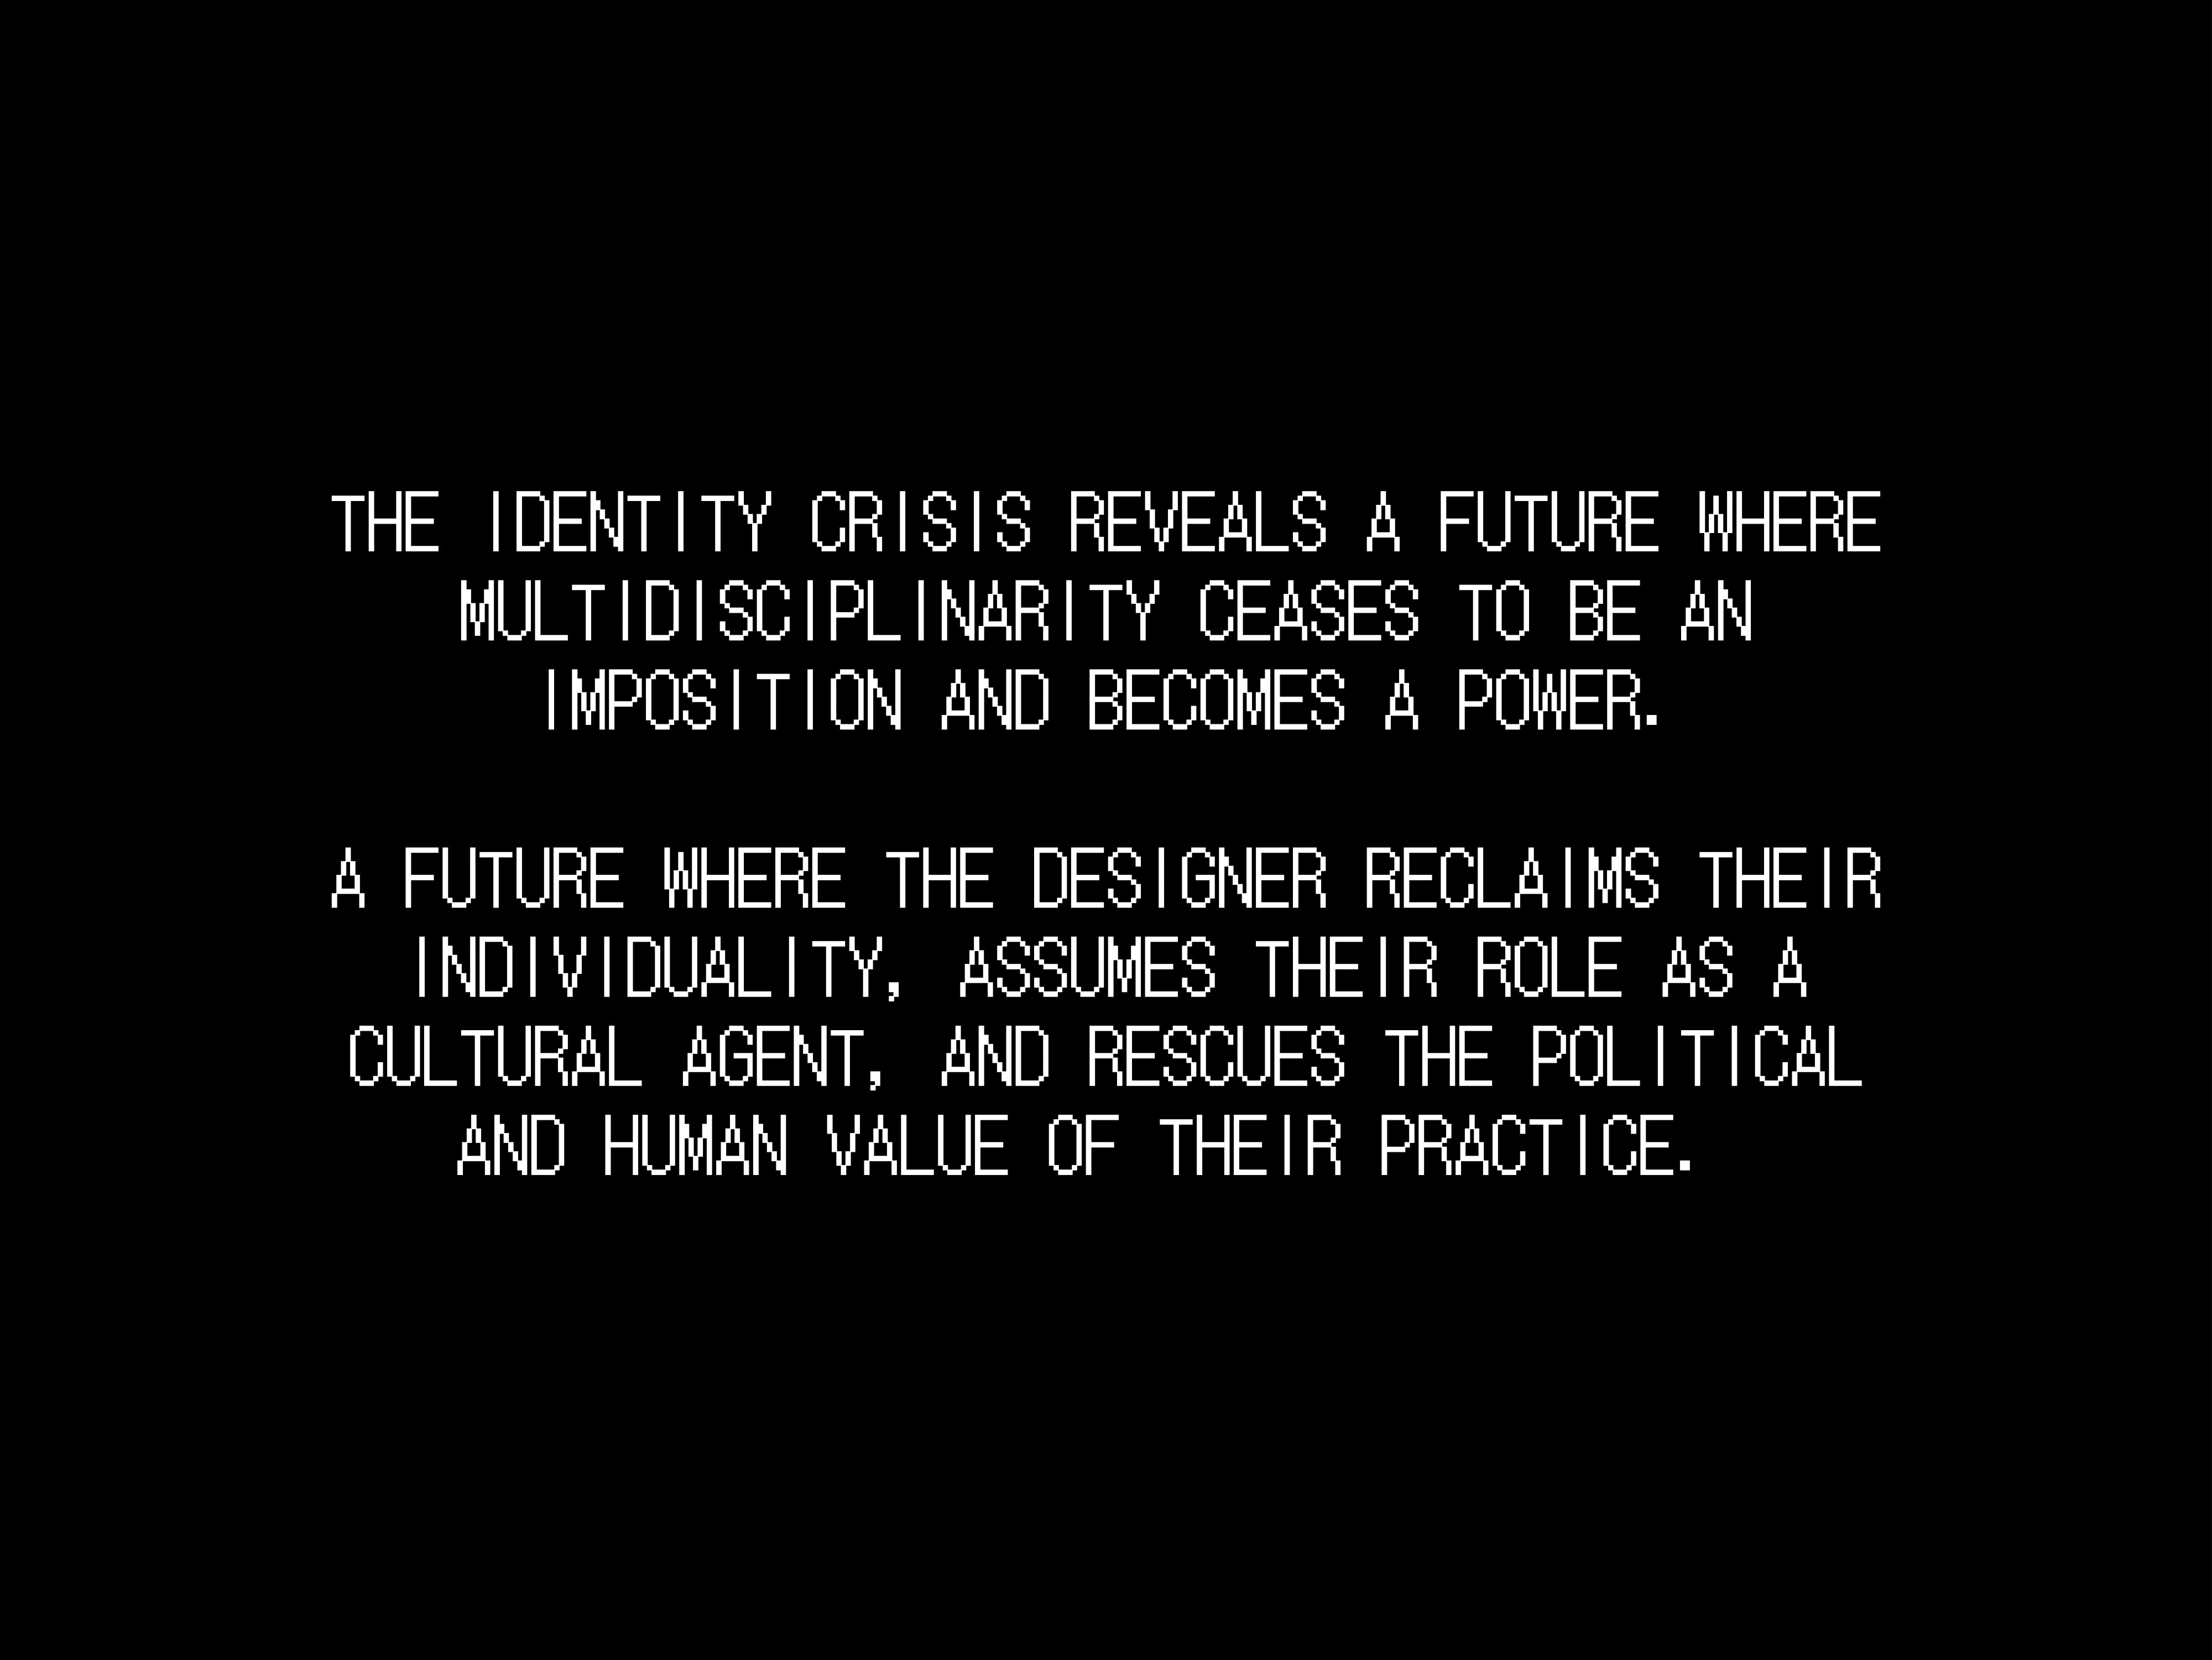 THE IDENTITY CRISIS REVEALS A FUTURE WHERE
MULTIDISCIPLINARITY CEASES TO BE AN
IMPOSITION AND BECOMES A POWER.
A FUTURE WHERE THE DESIGNER RECLAIMS THEIR
INDIVIDUALITY, ASSUMES THEIR ROLE AS A
CULTURAL AGENT, AND RESCUES THE POLITICAL
AND HUMAN VALUE OF THEIR PRACTICE.